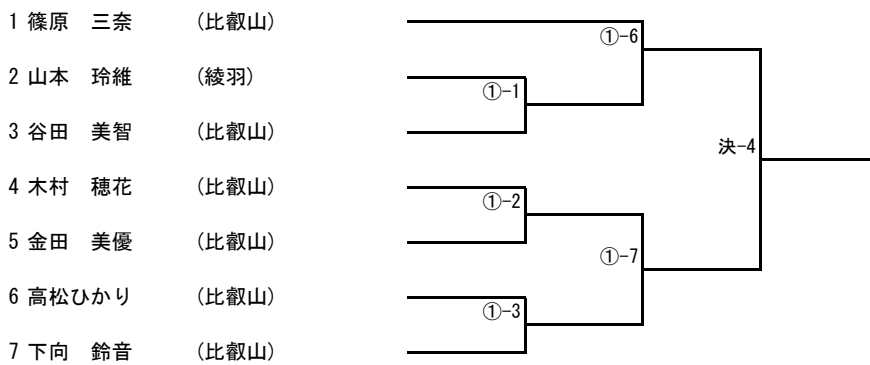 1 篠原　三奈　(比叡山)
①-6
2 山本　玲維　(綾羽)
①-1
3 谷田　美智　(比叡山)
決-4
4 木村　穂花　(比叡山)
①-2
5 金田　美優　(比叡山)
①-7
6 高松ひかり　(比叡山)
①-3
7 下向　鈴音　(比叡山)